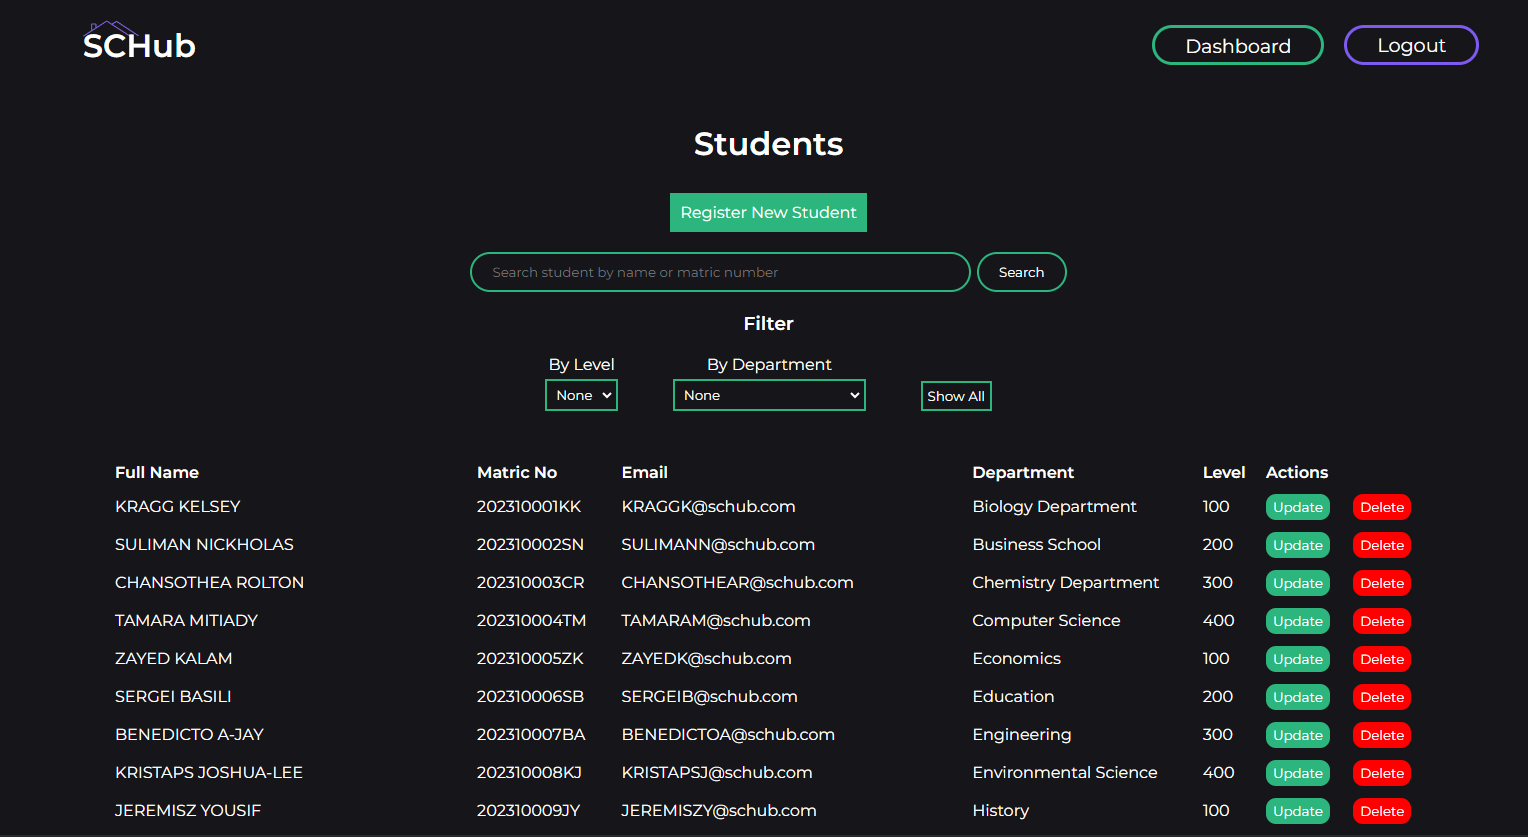 SCHub Dashboard Logout
Students
Register New Student
Search student by name or matric number Search
Filter
By Level By Department
None None Show All
Full Name Matric No Email Department Level Actions
KRAGG KELSEY 202310001KK KRAGGK@schub.com Biology Department 100 Update Delete
SULIMAN NICKHOLAS 202310002SN SULIMANN@schub.com Business School 200 Update Delete
CHANSOTHEA ROLTON 202310003CR CHANSOTHEAR@schub.com Chemistry Department 300 Update Delete
TAMARA MITIADY 202310004TM TAMARAM@schub.com Computer Science 400 Update Delete
ZAYED KALAM 202310005ZK ZAYEDK@schub.com Economics 100 Update Delete
SERGEI BASILI 202310006SB SERGEIB@schub.com Education 200 Update Delete
BENEDICTO A-JAY 202310007BA BENEDICTOA@schub.com Engineering 300 Update Delete
KRISTAPS JOSHUA-LEE 202310008KJ KRISTAPSJ@schub.com Environmental Science 400 Update Delete
JEREMISZ YOUSIF 202310009JY JEREMISZY@schub.com History 100 Update Delete